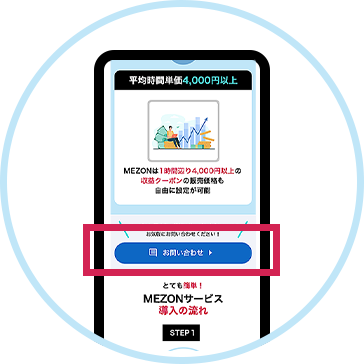 平均時間単価4,000円以上
MEZONは1時間辺り4,000円以上の
収益クーポンの販売価格も
自由に設定が可能
お気軽にお問い合わせください！
お問い合わせ
とても簡単！
MEZONサービス
導入の流れ
STEP 1